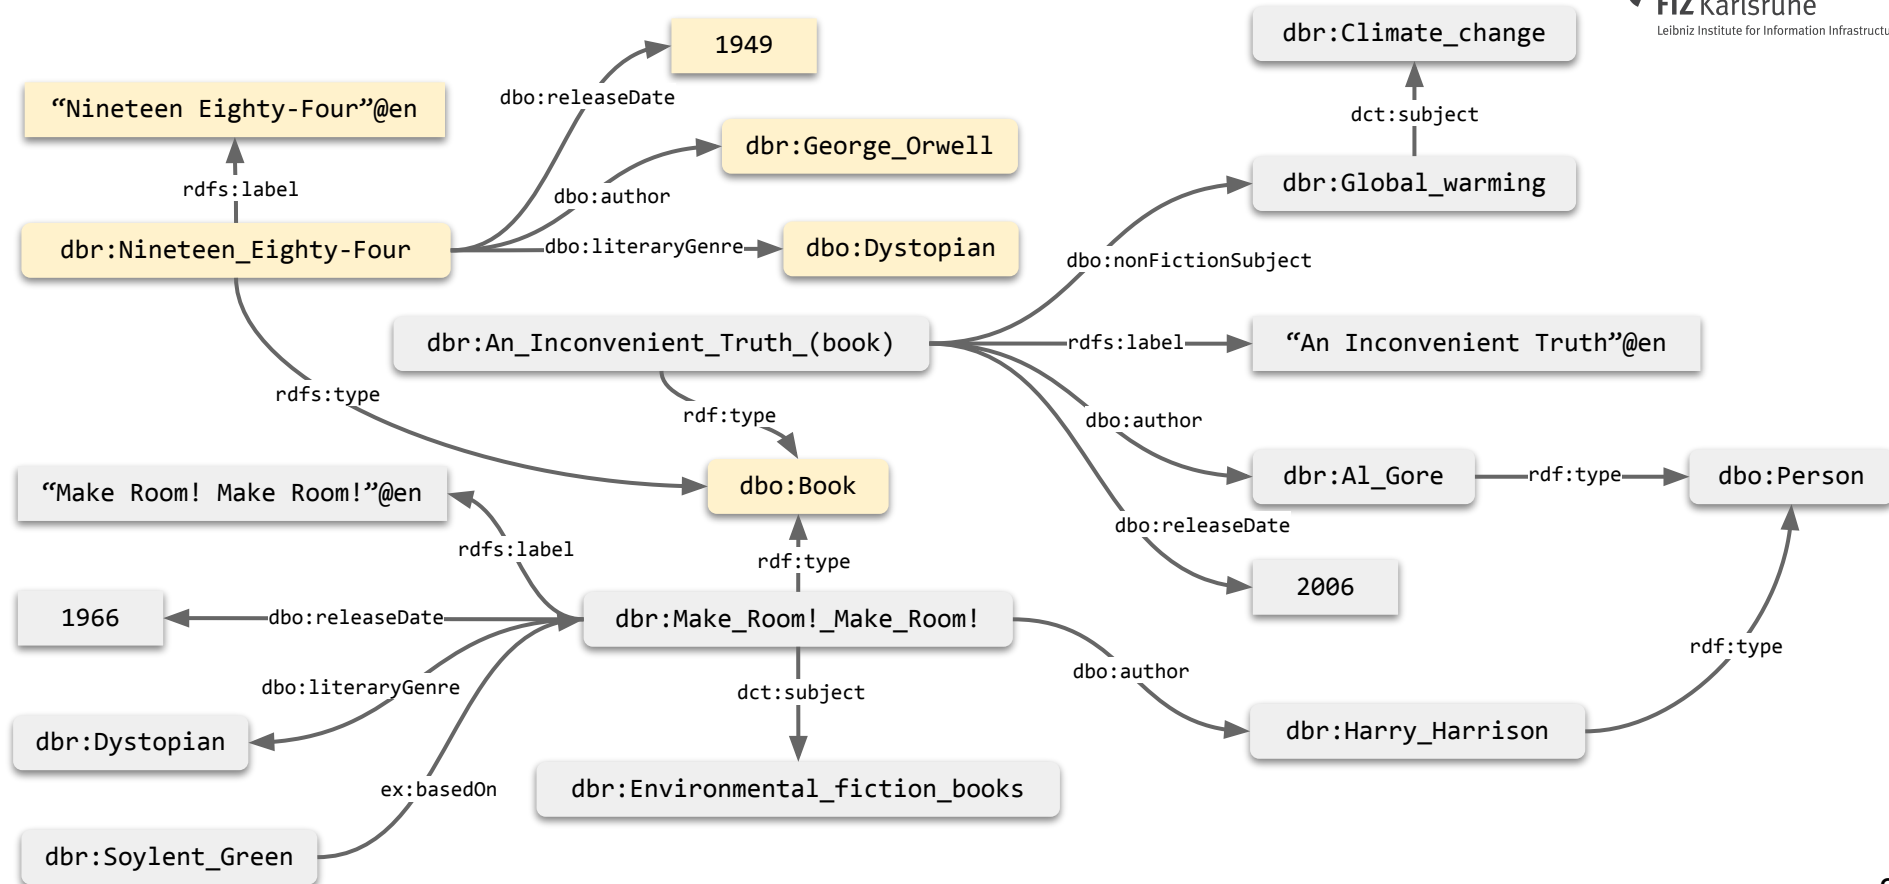 FIZ Karlsruhe
Leibniz Institute for Information Infrastructu
dbr:Climate_change
1949
dbo:releaseDate
“Nineteen Eighty-Four”@en
dct:subject
dbr:George_Orwell
rdfs:label
dbo:author
dbr:Global_warming
dbr:Nineteen_Eighty-Four
dbo:literaryGenre
dbo:Dystopian
dbo:nonFictionSubject
dbr:An_Inconvenient_Truth_(book)
rdfs:label
“An Inconvenient Truth”@en
rdfs:type
rdf:type
dbo:author
“Make Room! Make Room!”@en
dbo:Book
dbr:Al_Gore
rdf:type
dbo:Person
dbo:releaseDate
rdfs:label
rdf:type
2006
1966
dbo:releaseDate
dbr:Make_Room!_Make_Room!
rdf:type
dbo:author
dbo:literaryGenre
dct:subject
dbr:Dystopian
dbr:Harry_Harrison
ex:basedOn
dbr:Environmental_fiction_books
dbr:Soylent_Green